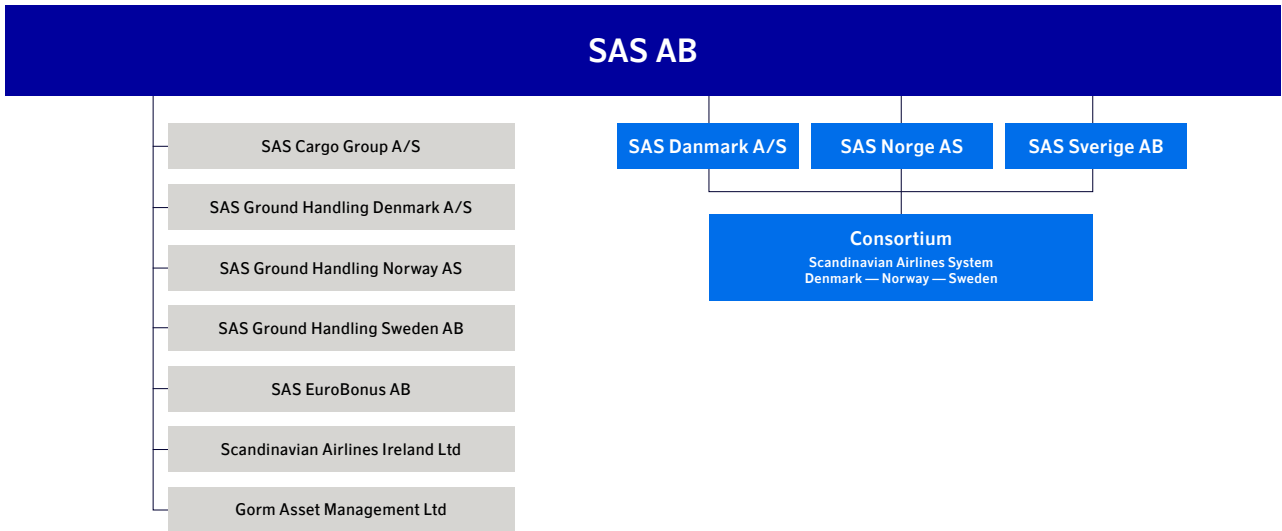 SAS AB
SAS Cargo Group A/S
SAS Ground Handling Denmark A/S
SAS Ground Handling Norway AS
SAS Ground Handling Sweden AB
SAS EuroBonus AB
Scandinavian Airlines Ireland Ltd
Gorm Asset Management Ltd
SAS Danmark A/S
SAS Norge AS
SAS Sverige AB
Consortium
Scandinavian Airlines System
Denmark — Norway — Sweden